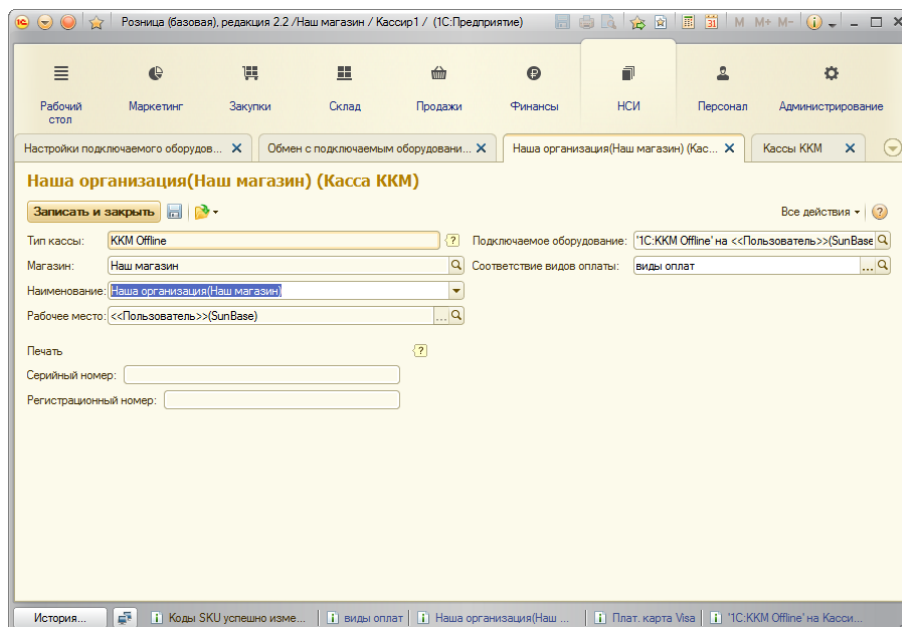 Розница (базовая), редакция 2.2 /Наш магазин / Кассир1 / (1С:Предприятие)
M M+ M-
Рабочий стол
Маркетинг
Закупки
Склад
Продажи
Финансы
НСИ
Персонал
Администрирование
Настройки подключаемого оборудов...
Обмен с подключаемым оборудовани...
Наша организация(Наш магазин) (Кас...
Кассы ККМ
Наша организация(Наш магазин) (Касса ККМ)
Записать и закрыть
Все действия
Тип кассы: ККМ Offline
Подключаемое оборудование: '1С:ККМ Offline' на <<Пользователь>>(SunBase
Магазин: Наш магазин
Соответствие видов оплаты: виды оплат
Наименование: Наша организация(Наш магазин)
Рабочее место: <<Пользователь>>(SunBase)
Печать
Серийный номер:
Регистрационный номер:
История...
Коды SKU успешно изме...
виды оплат
Наша организация(Наш ...
Плат. карта Visa
'1С:ККМ Offline' на Касси...